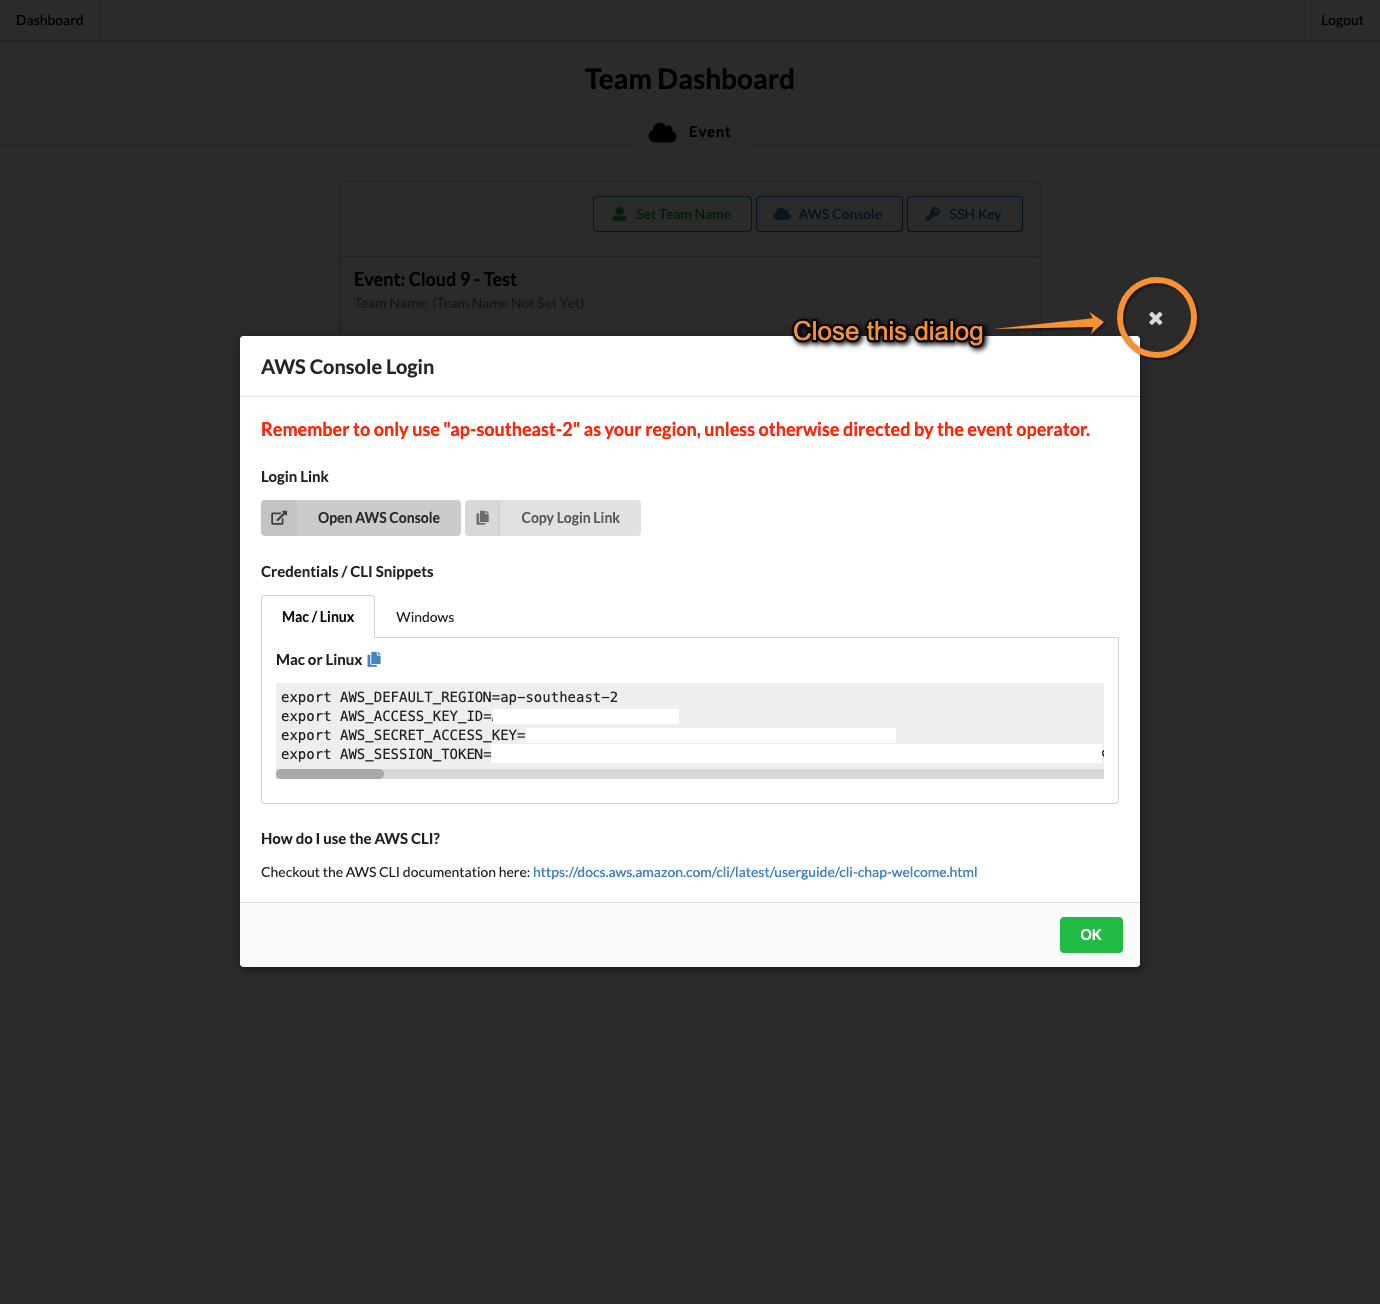 Dashboard
Logout
Team Dashboard
Event
Set Team Name
AWS Console
SSH Key
Event: Cloud 9 - Test
Team Name: (Team Name Not Set Yet)
Close this dialog
AWS Console Login
Remember to only use "ap-southeast-2" as your region, unless otherwise directed by the event operator.
Login Link
Open AWS Console
Copy Login Link
Credentials / CLI Snippets
Mac / Linux
Windows
Mac or Linux
export AWS_DEFAULT_REGION=ap-southeast-2
export AWS_ACCESS_KEY_ID=
export AWS_SECRET_ACCESS_KEY=
export AWS_SESSION_TOKEN=
How do I use the AWS CLI?
Checkout the AWS CLI documentation here: https://docs.aws.amazon.com/cli/latest/userguide/cli-chap-welcome.html
OK